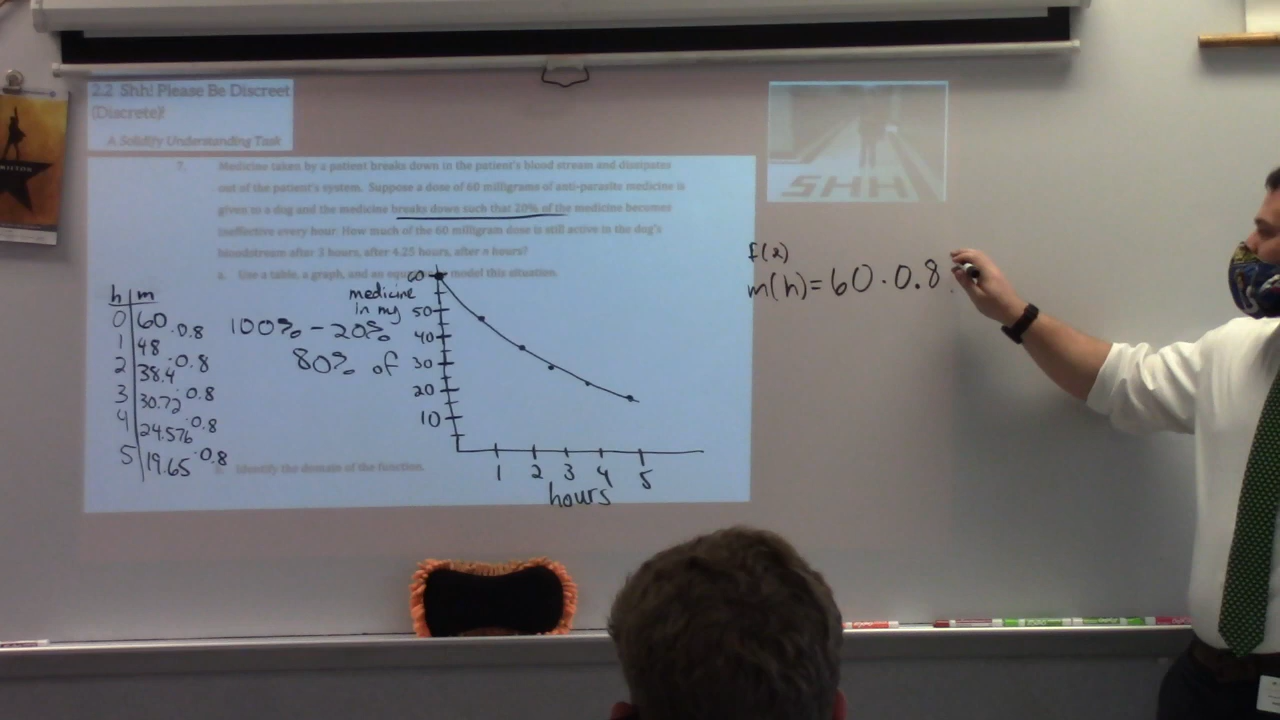 2.2 Shh! Please Be Discreet
(Discrete)!
A Solidify Understanding Task
SHH
7. Medicine taken by a patient breaks down in the patient's blood stream and dissipates
out of the patient's system. Suppose a dose of 60 milligrams of anti-parasite medicine is
given to a dog and the medicine breaks down such that 20% of the medicine becomes
ineffective every hour. How much of the 60 milligram dose is still active in the dog's
bloodstream after 3 hours, after 4.25 hours, after n hours?
a. Use a table, a graph, and an model this situation.
h m
0 60 ·0.8
1 48 ·0.8
2 38.4 ·0.8
3 30.72 ·0.8
4 24.576 ·0.8
5 19.65
100% - 20%
80% of
medicine
in mg
60
50
40
30
20
10
1 2 3 4 5
hours
Identify the domain of the function.
m(h) = 60 · 0.8